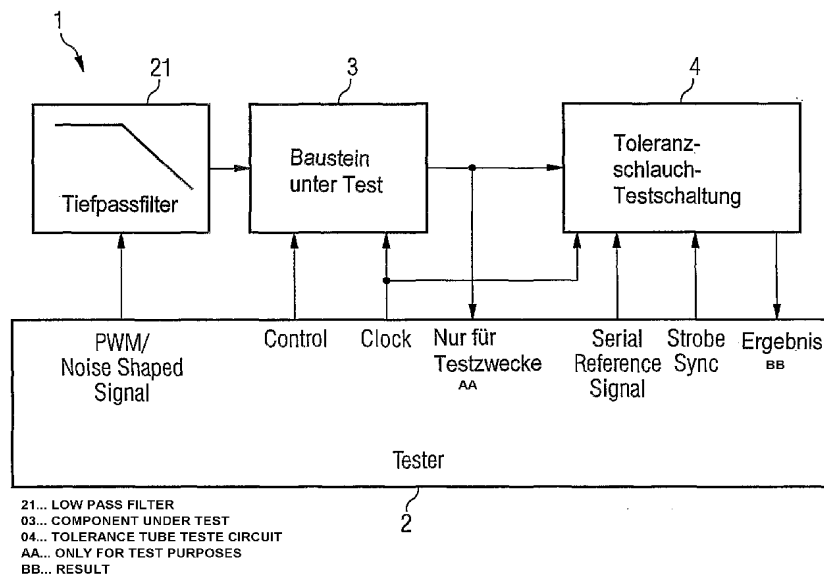 1
21
3
4
Tiefpassfilter
Baustein
unter Test
Toleranz-
schlauch-
Testschaltung
PWM/
Noise Shaped
Signal
Control
Clock
Nur für
Testzwecke
AA
Serial
Reference
Signal
Strobe
Sync
Ergebnis
BB
Tester
2
21... LOW PASS FILTER
03... COMPONENT UNDER TEST
04... TOLERANCE TUBE TESTE CIRCUIT
AA... ONLY FOR TEST PURPOSES
BB... RESULT